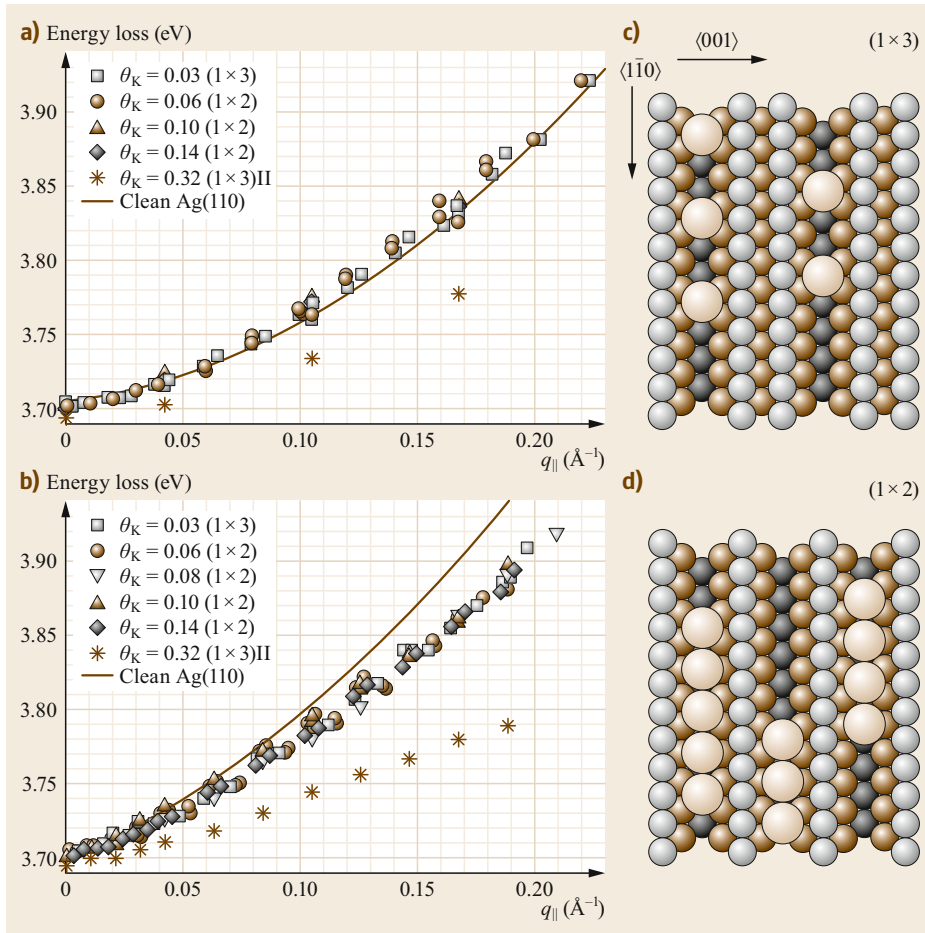 a) Energy loss (eV)
θK = 0.03 (1×3)
θK = 0.06 (1×2)
θK = 0.10 (1×2)
θK = 0.14 (1×2)
θK = 0.32 (1×3)II
Clean Ag(110)
3.90
3.85
3.80
3.75
3.70
0 0.05 0.10 0.15 0.20
q|| (Å⁻¹)
b) Energy loss (eV)
θK = 0.03 (1×3)
θK = 0.06 (1×2)
θK = 0.08 (1×2)
θK = 0.10 (1×2)
θK = 0.14 (1×2)
θK = 0.32 (1×3)II
Clean Ag(110)
3.90
3.85
3.80
3.75
3.70
0 0.05 0.10 0.15 0.20
q|| (Å⁻¹)
c) ⟨001⟩ (1×3)
⟨11̄0⟩
d) (1×2)